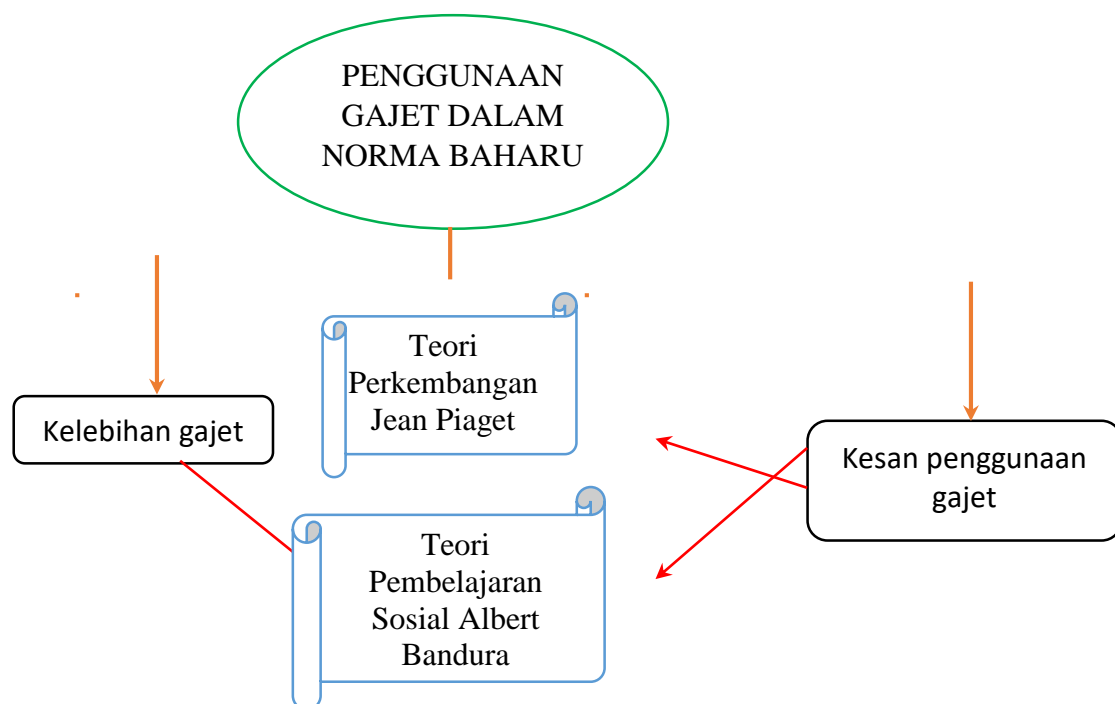 PENGGUNAAN
GAJET DALAM
NORMA BAHARU
Teori
Perkembangan
Jean Piaget
Kelebihan gajet
Kesan penggunaan
gajet
Teori
Pembelajaran
Sosial Albert
Bandura